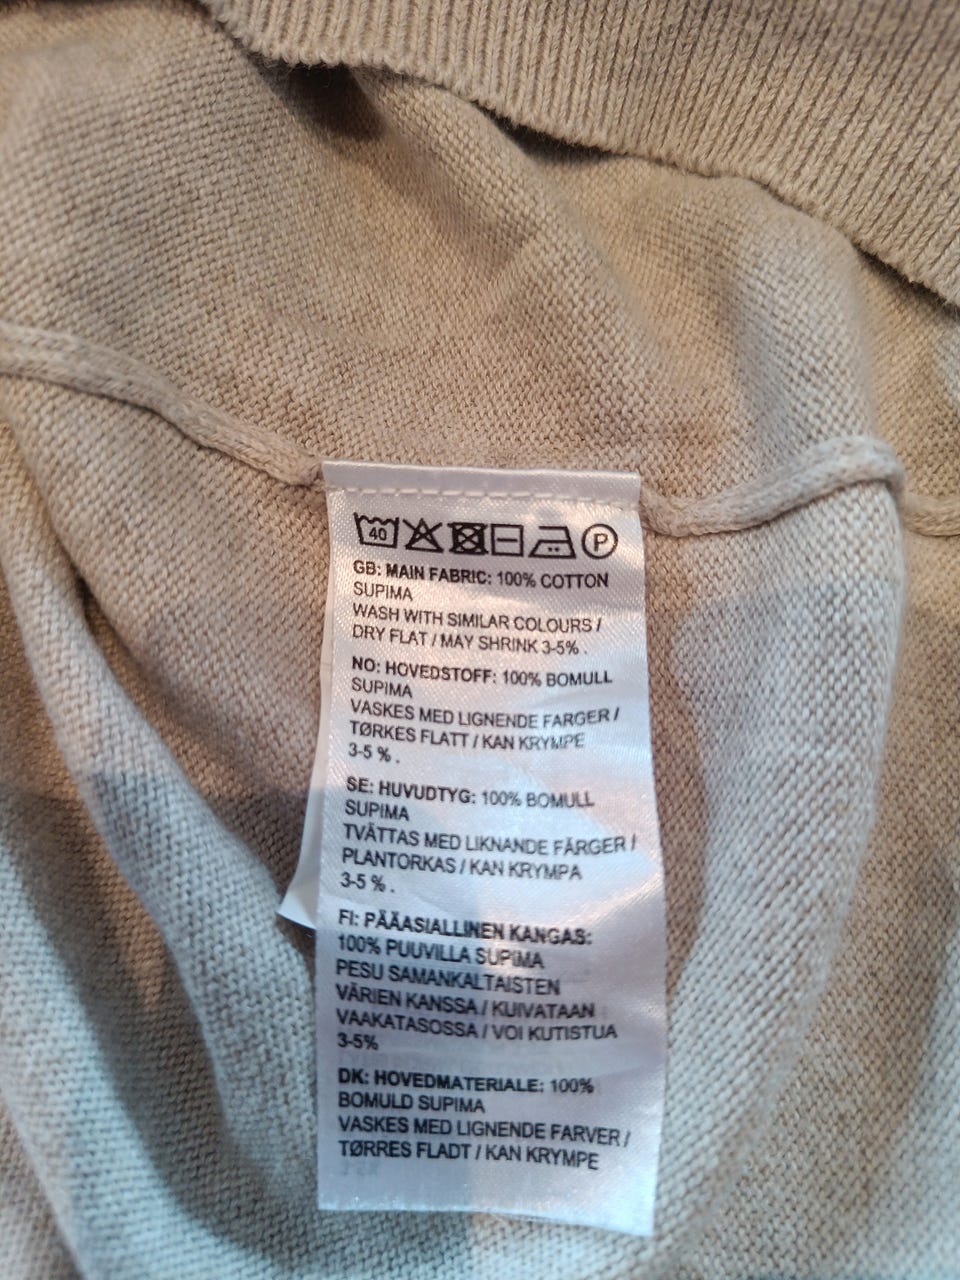 40 P
GB: MAIN FABRIC: 100% COTTON
SUPIMA
WASH WITH SIMILAR COLOURS /
DRY FLAT / MAY SHRINK 3-5% .
NO: HOVEDSTOFF: 100% BOMULL
SUPIMA
VASKES MED LIGNENDE FARGER /
TØRKES FLATT / KAN KRYMPE
3-5 % .
SE: HUVUDTYG: 100% BOMULL
SUPIMA
TVÄTTAS MED LIKNANDE FÄRGER /
PLANTORKAS / KAN KRYMPA
3-5 % .
FI: PÄÄASIALLINEN KANGAS:
100% PUUVILLA SUPIMA
PESU SAMANKALTAISTEN
VÄRIEN KANSSA / KUIVATAAN
VAAKATASOSSA / VOI KUTISTUA
3-5%
DK: HOVEDMATERIALE: 100%
BOMULD SUPIMA
VASKES MED LIGNENDE FARVER /
TØRRES FLADT / KAN KRYMPE